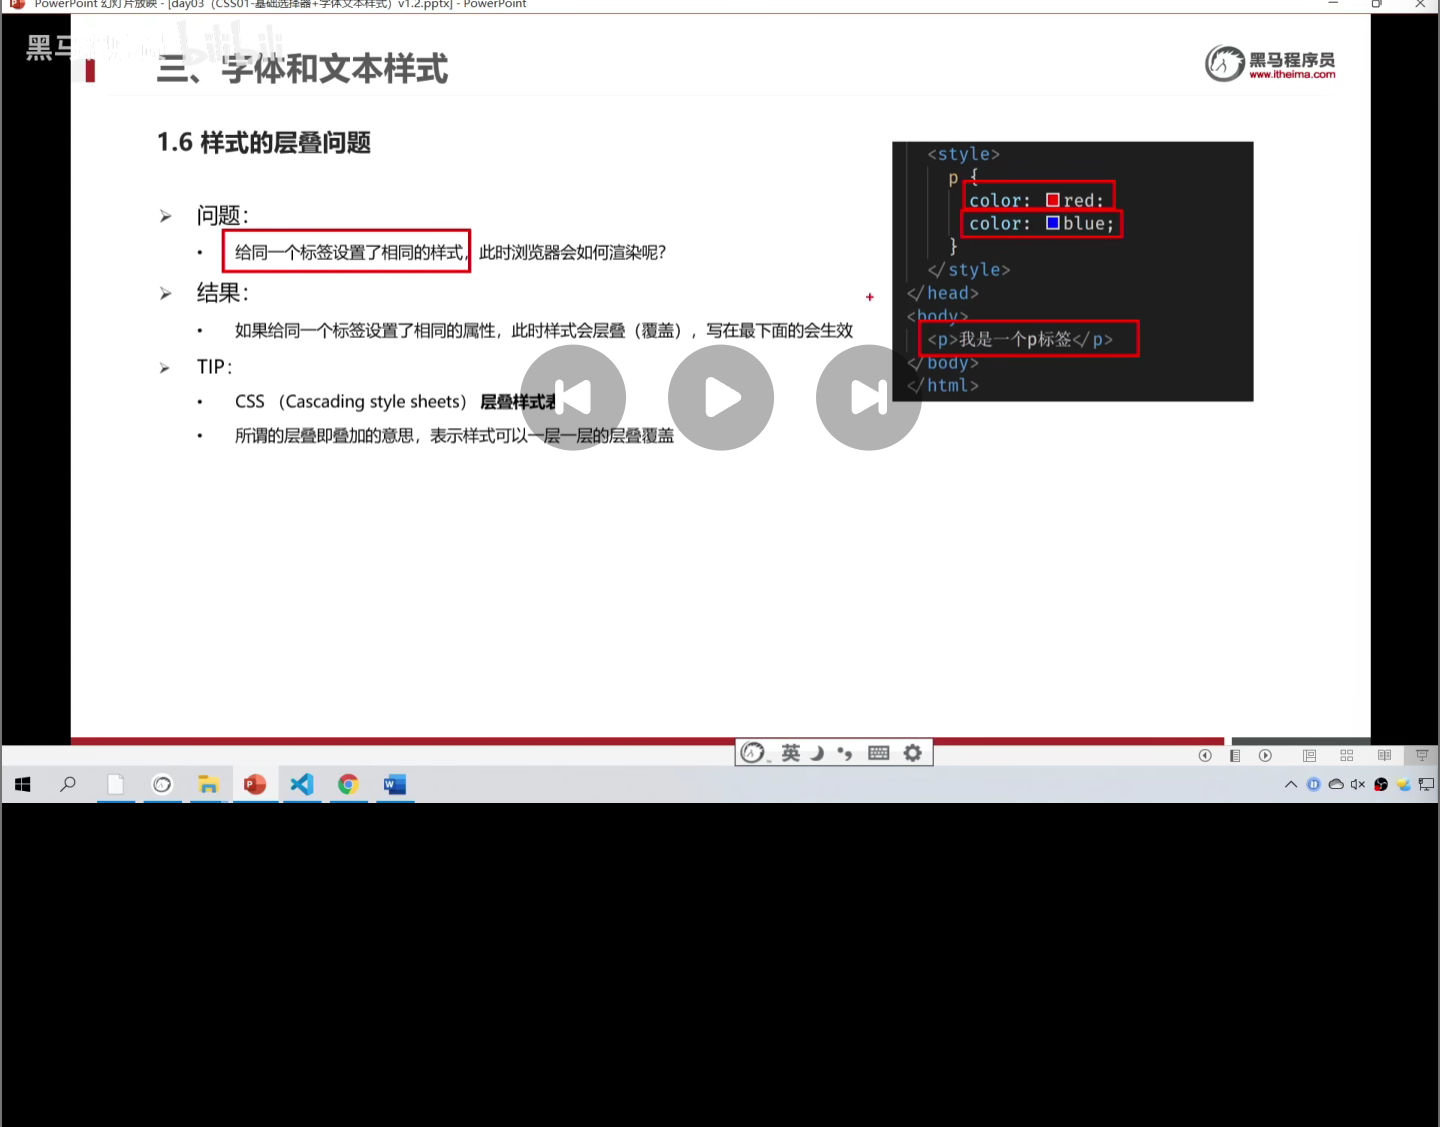 PowerPoint 幻灯片放映 - [day03（CSS01-基础选择器+字体文本样式）v1.2.pptx] - PowerPoint
黑马
bilibili
三、字体和文本样式
黑马程序员
www.itheima.com
1.6 样式的层叠问题
问题：
给同一个标签设置了相同的样式，此时浏览器会如何渲染呢？
结果：
如果给同一个标签设置了相同的属性，此时样式会层叠（覆盖），写在最下面的会生效
TIP：
CSS （Cascading style sheets） 层叠样式表
所谓的层叠即叠加的意思，表示样式可以一层一层的层叠覆盖
<style>
p {
color: red;
color: blue;
}
</style>
</head>
<body>
<p>我是一个p标签</p>
</body>
</html>
英